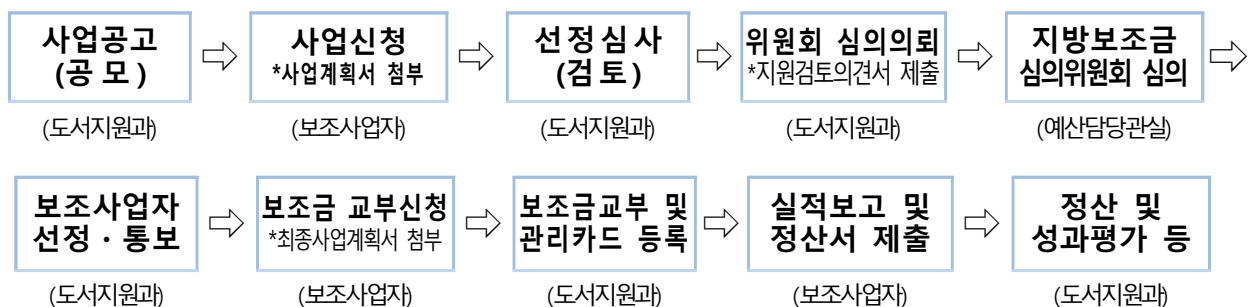 사업공고
(공 모)
(도서지원과)
사업신청
*사업계획서 첨부
(보조사업자)
선정심사
(검토)
(도서지원과)
위원회 심의의뢰
*지원검토의견서 제출
(도서지원과)
지방보조금
심의위원회 심의
(예산담당관실)
보조사업자
선정·통보
(도서지원과)
보조금 교부신청
*최종사업계획서 첨부
(보조사업자)
보조금교부 및
관리카드 등록
(도서지원과)
실적보고 및
정산서 제출
(보조사업자)
정산 및
성과평가 등
(도서지원과)